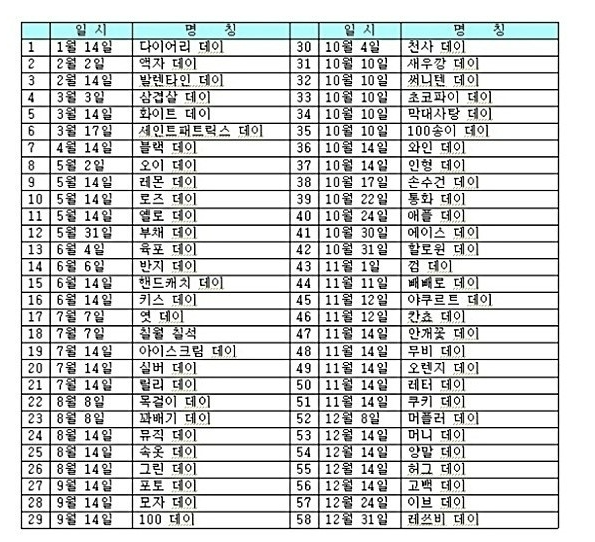 일 시 명 칭 일 시 명 칭
1 1월 14일 다이어리 데이 30 10월 4일 천사 데이
2 2월 2일 액자 데이 31 10월 10일 새우깡 데이
3 2월 14일 발렌타인 데이 32 10월 10일 써니텐 데이
4 3월 3일 삼겹살 데이 33 10월 10일 초코파이 데이
5 3월 14일 화이트 데이 34 10월 10일 막대사탕 데이
6 3월 17일 세인트패트릭스 데이 35 10월 10일 100송이 데이
7 4월 14일 블랙 데이 36 10월 14일 와인 데이
8 5월 2일 오이 데이 37 10월 14일 인형 데이
9 5월 14일 레몬 데이 38 10월 17일 손수건 데이
10 5월 14일 로즈 데이 39 10월 22일 통화 데이
11 5월 14일 옐로 데이 40 10월 24일 애플 데이
12 5월 31일 부채 데이 41 10월 30일 에이스 데이
13 6월 4일 육포 데이 42 10월 31일 할로윈 데이
14 6월 6일 반지 데이 43 11월 1일 껌 데이
15 6월 14일 핸드캐치 데이 44 11월 11일 빼빼로 데이
16 6월 14일 키스 데이 45 11월 12일 야쿠르트 데이
17 7월 7일 엿 데이 46 11월 12일 칸쵸 데이
18 7월 7일 칠월 칠석 47 11월 14일 안개꽃 데이
19 7월 14일 아이스크림 데이 48 11월 14일 무비 데이
20 7월 14일 실버 데이 49 11월 14일 오렌지 데이
21 7월 14일 릴리 데이 50 11월 14일 레터 데이
22 8월 8일 목걸이 데이 51 11월 14일 쿠키 데이
23 8월 8일 꽈배기 데이 52 12월 8일 머플러 데이
24 8월 14일 뮤직 데이 53 12월 14일 머니 데이
25 8월 14일 속옷 데이 54 12월 14일 양말 데이
26 8월 14일 그린 데이 55 12월 14일 허그 데이
27 9월 14일 포토 데이 56 12월 14일 고백 데이
28 9월 14일 모자 데이 57 12월 24일 이브 데이
29 9월 14일 100 데이 58 12월 31일 레쓰비 데이